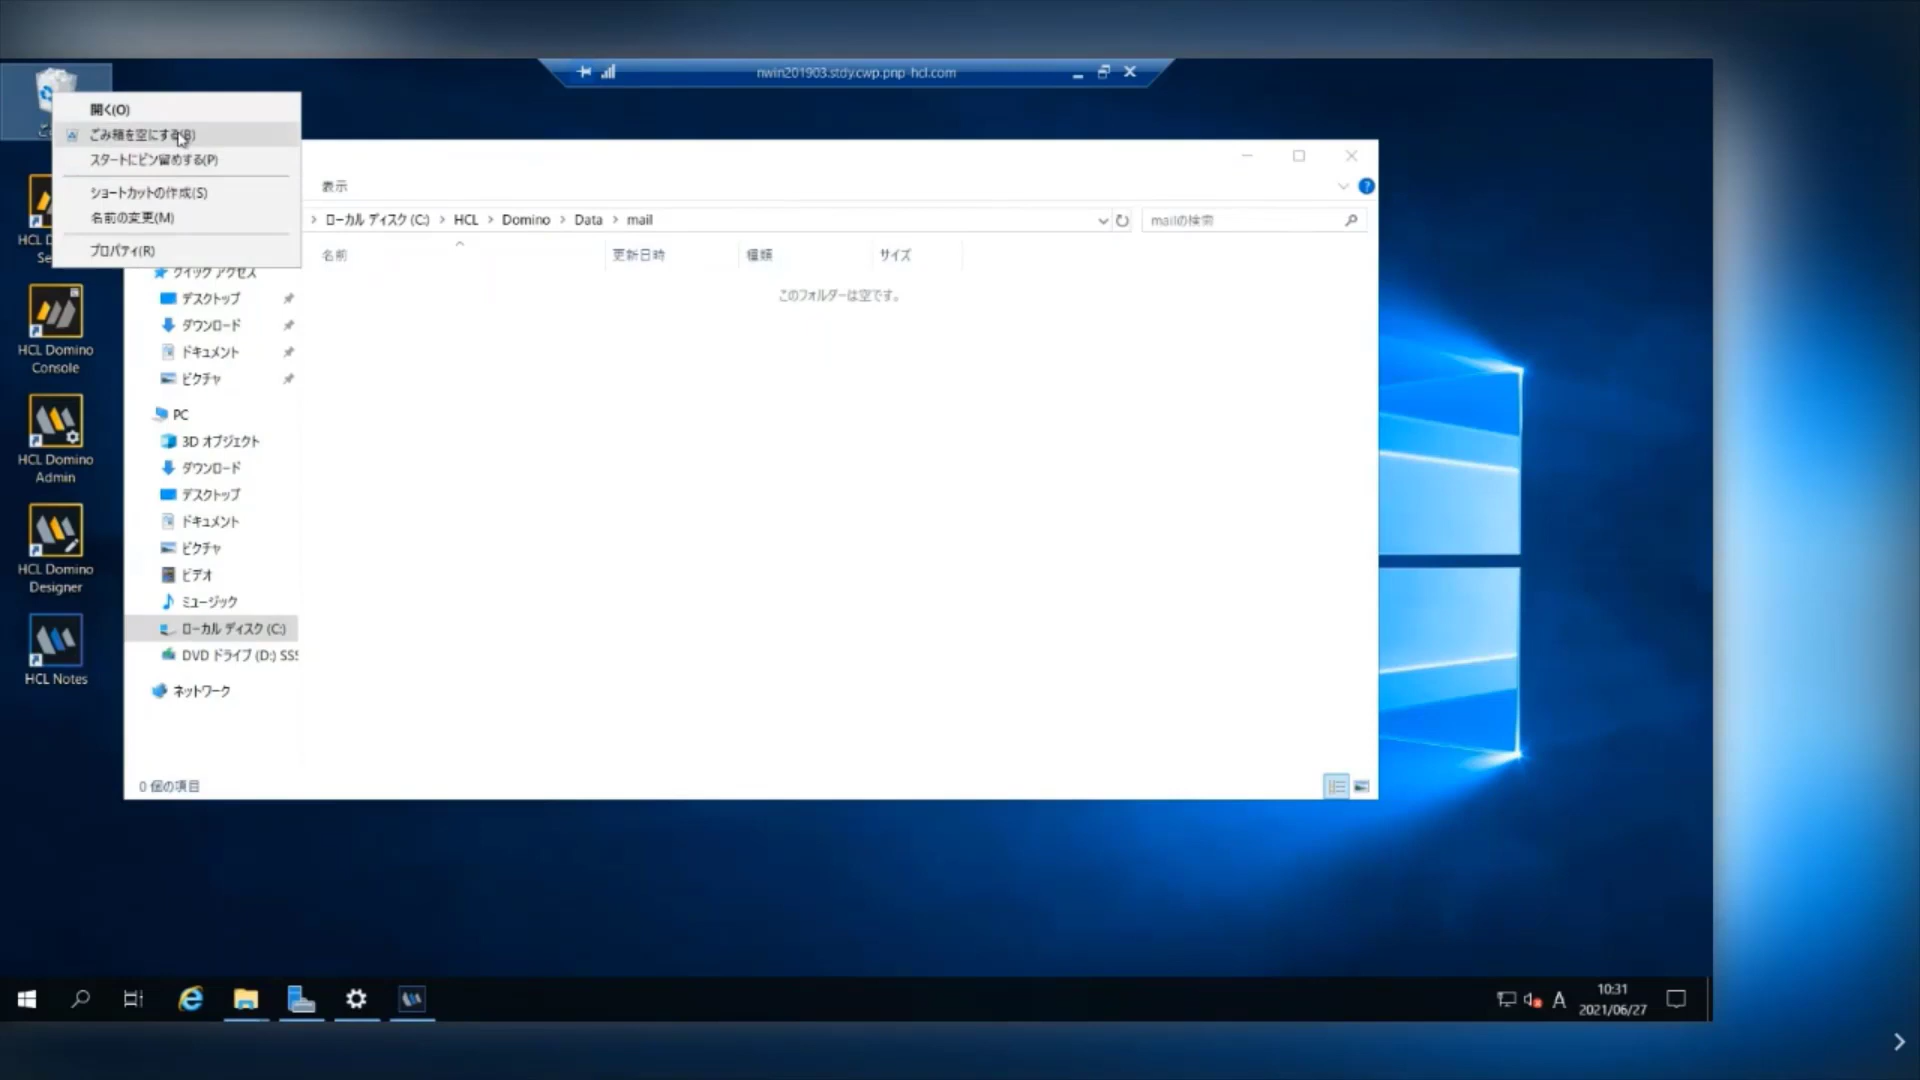 nwin201903.stdy.cwp.pnp-hcl.com
開く(O)
ごみ箱を空にする(B)
スタートにピン留めする(P)
ショートカットの作成(S)
名前の変更(M)
プロパティ(R)
表示
ローカル ディスク (C:) > HCL > Domino > Data > mail
mailの検索
名前 更新日時 種類 サイズ
このフォルダーは空です。
クイック アクセス
デスクトップ
ダウンロード
ドキュメント
ピクチャ
PC
3D オブジェクト
ダウンロード
デスクトップ
ドキュメント
ピクチャ
ビデオ
ミュージック
ローカル ディスク (C:)
DVD ドライブ (D:) SSS
ネットワーク
0 個の項目
HCL Domino
Console
HCL Domino
Admin
HCL Domino
Designer
HCL Notes
A
10:31
2021/06/27